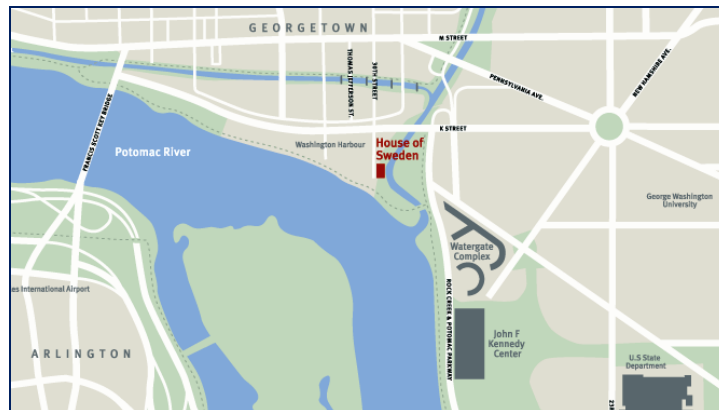 GEORGETOWN
M STREET
NEW HAMSHIRE AVE.
THOMAS JEFFERSON ST.
30TH STREET
PENNSYLVANIA AVE.
FRANCIS SCOTT KEY BRIDGE
K STREET
Potomac River
Washington Harbour
House of
Sweden
George Washington
University
Watergate
Complex
es International Airport
ROCK CREEK & POTOMAC PARKWAY
John F
Kennedy
Center
ARLINGTON
U.S State
Department